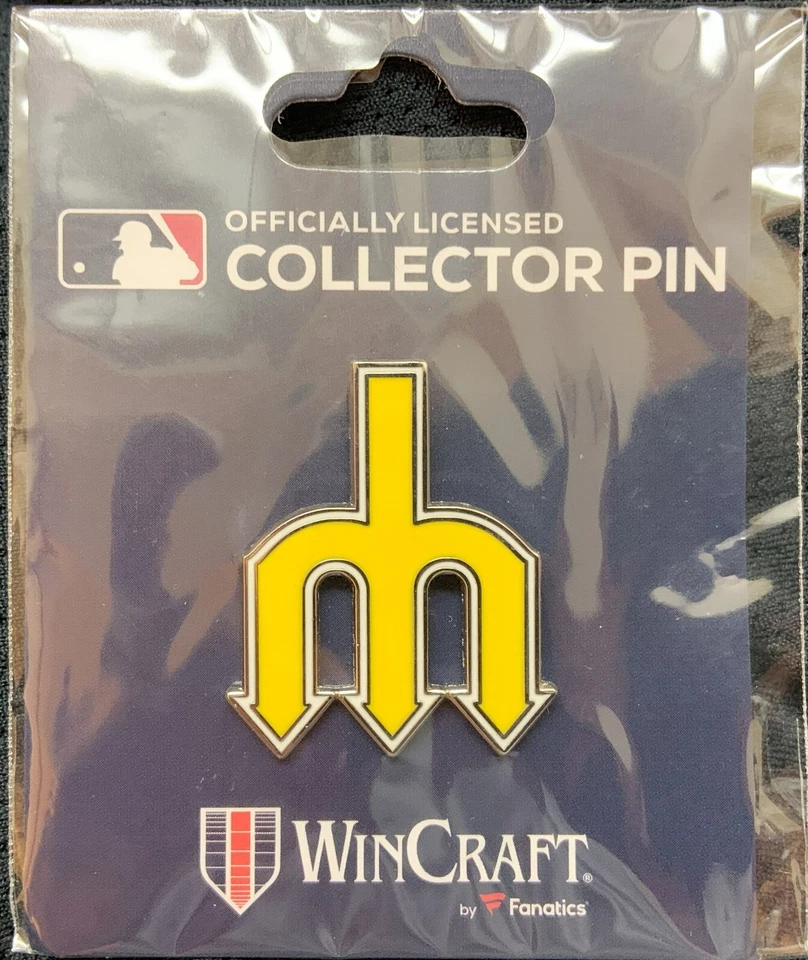 OFFICIALLY LICENSED
COLLECTOR PIN
WINCRAFT®
by Fanatics